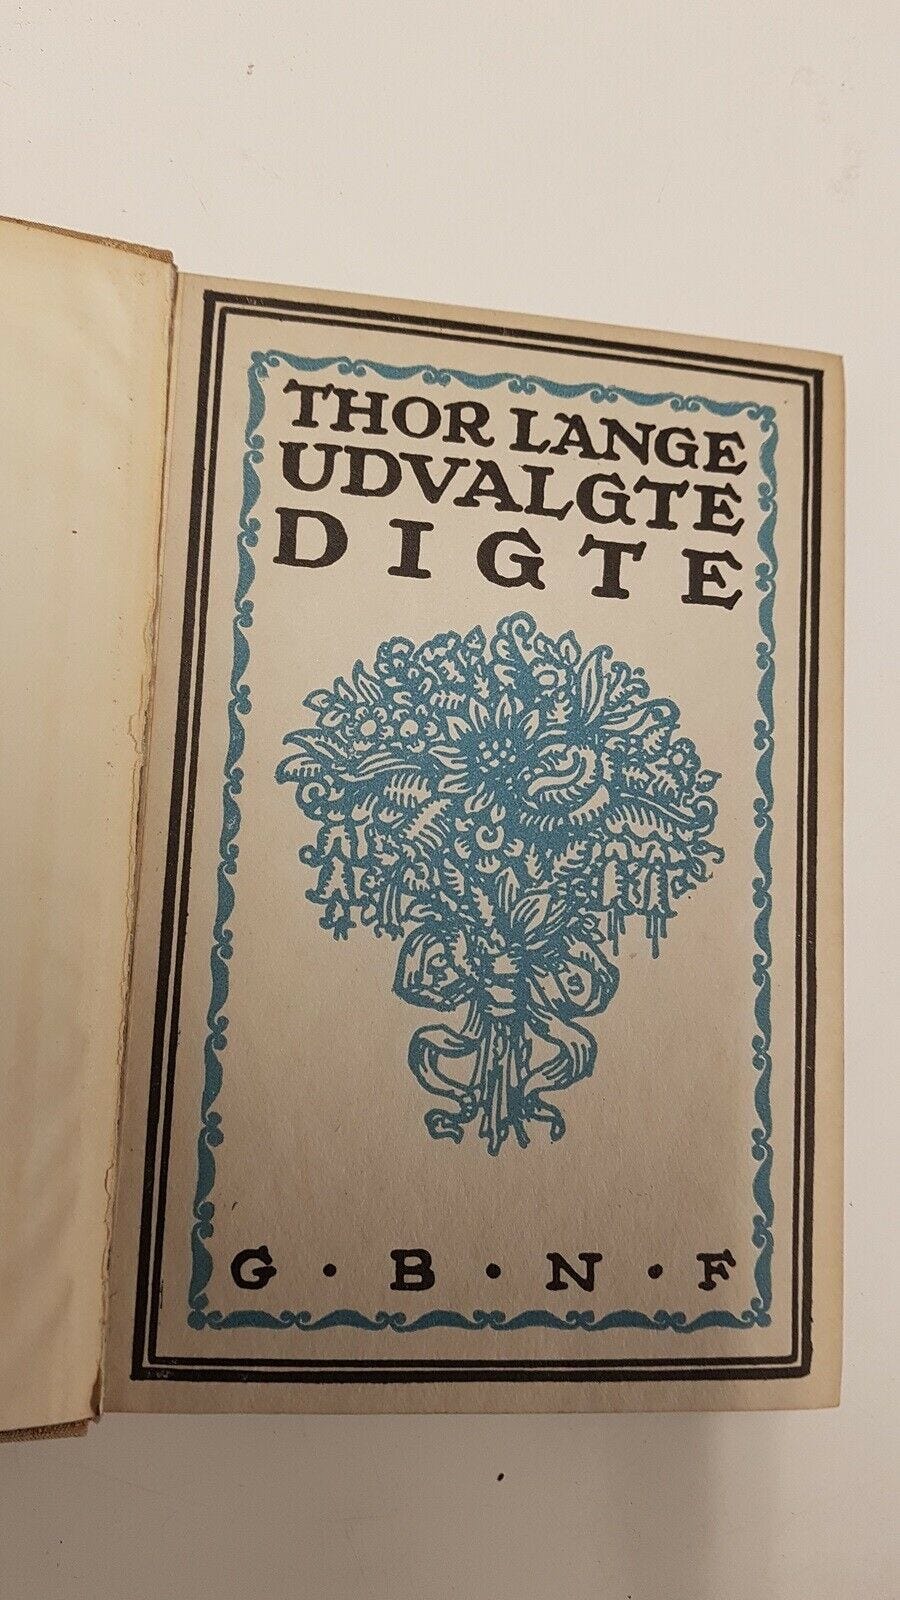 THOR LANGE
UDVALGTE
DIGTE
G · B · N · F